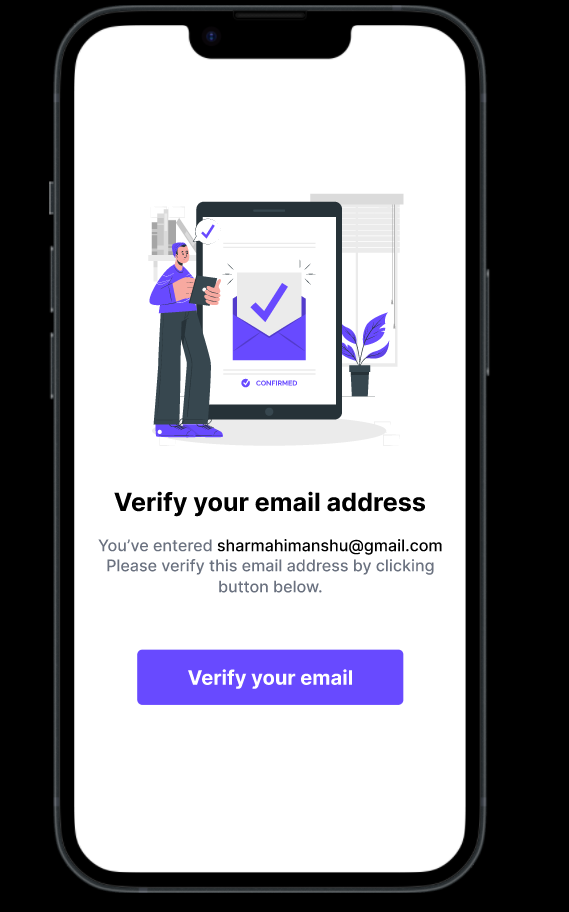 CONFIRMED
Verify your email address
You’ve entered sharmahimanshu@gmail.com
Please verify this email address by clicking
button below.
Verify your email